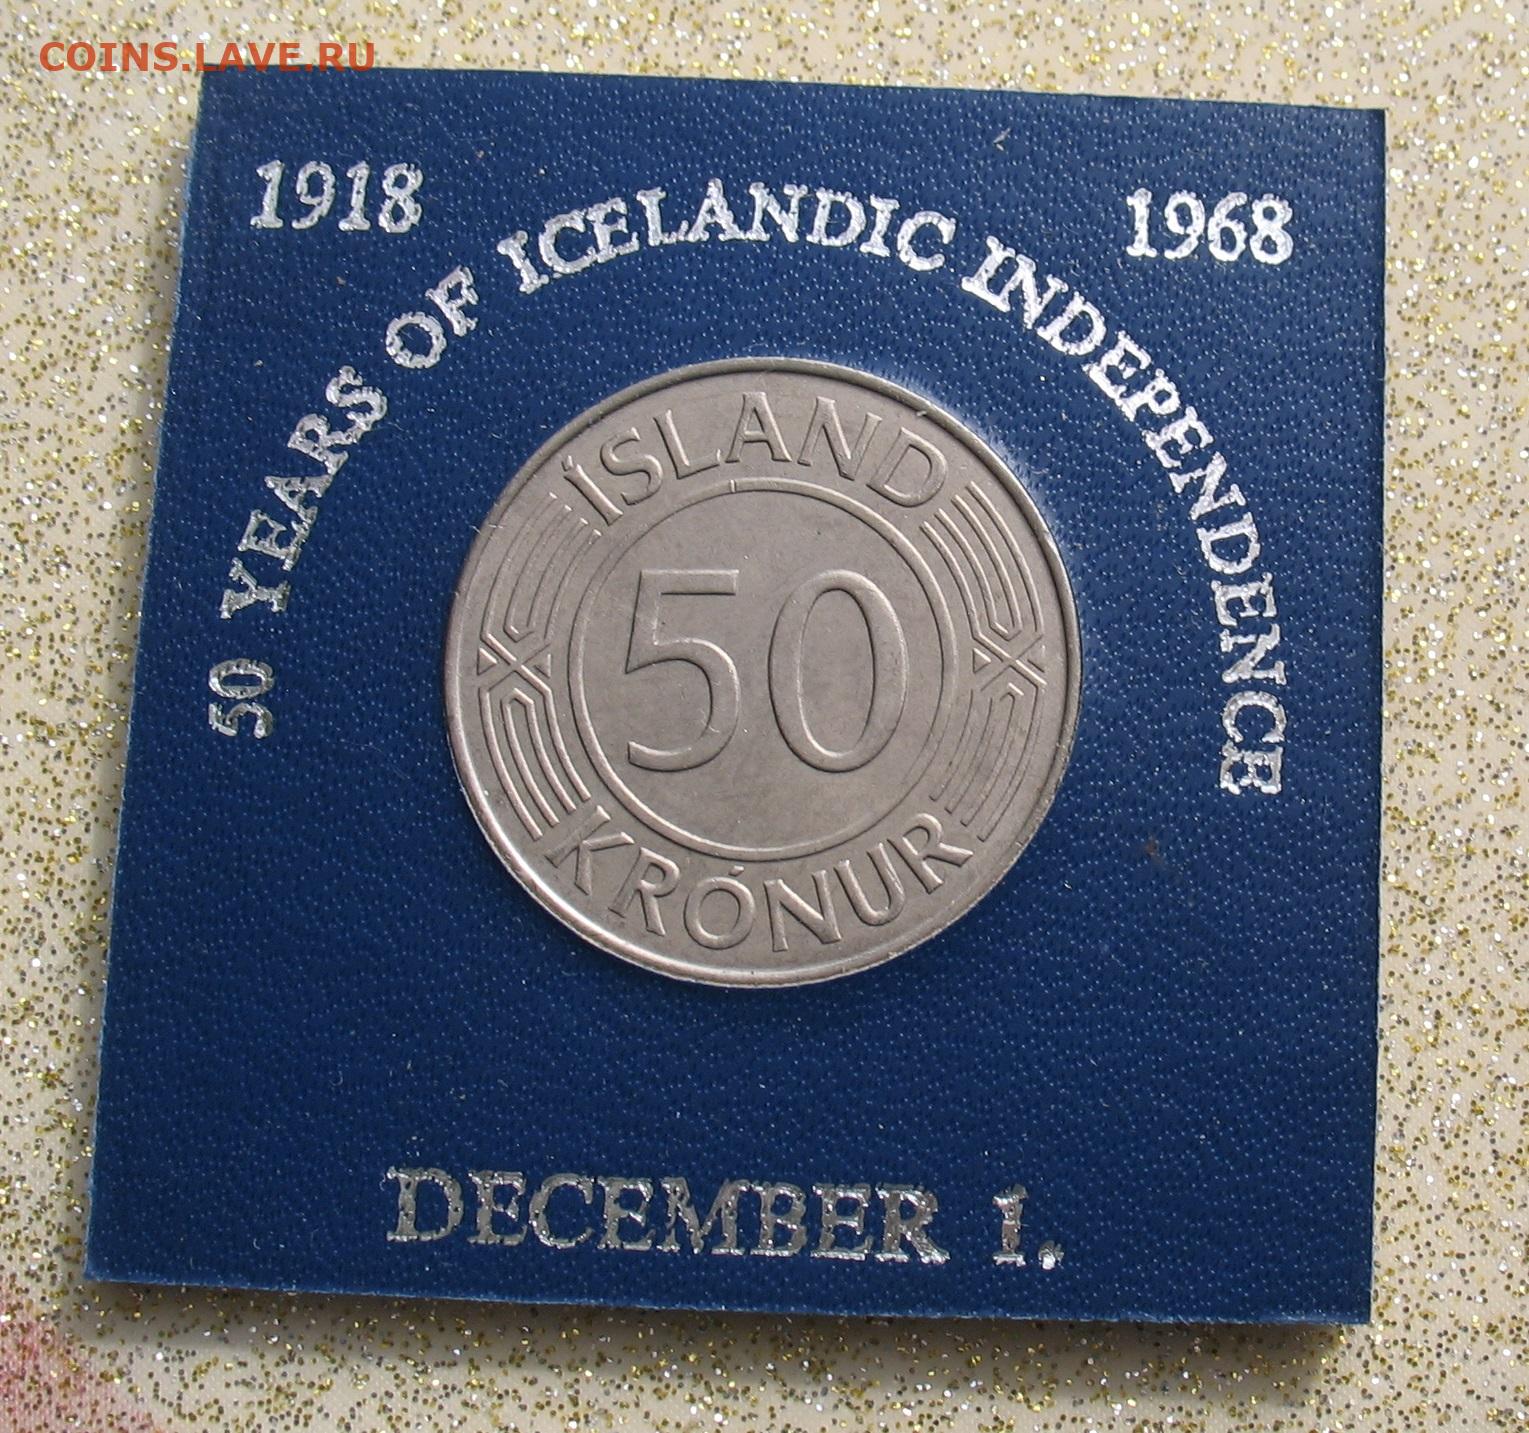 COINS.LAVE.RU
1918 1968
50 YEARS OF ICELANDIC INDEPENDENCE
ÍSLAND
50
KRÓNUR
DECEMBER 1.